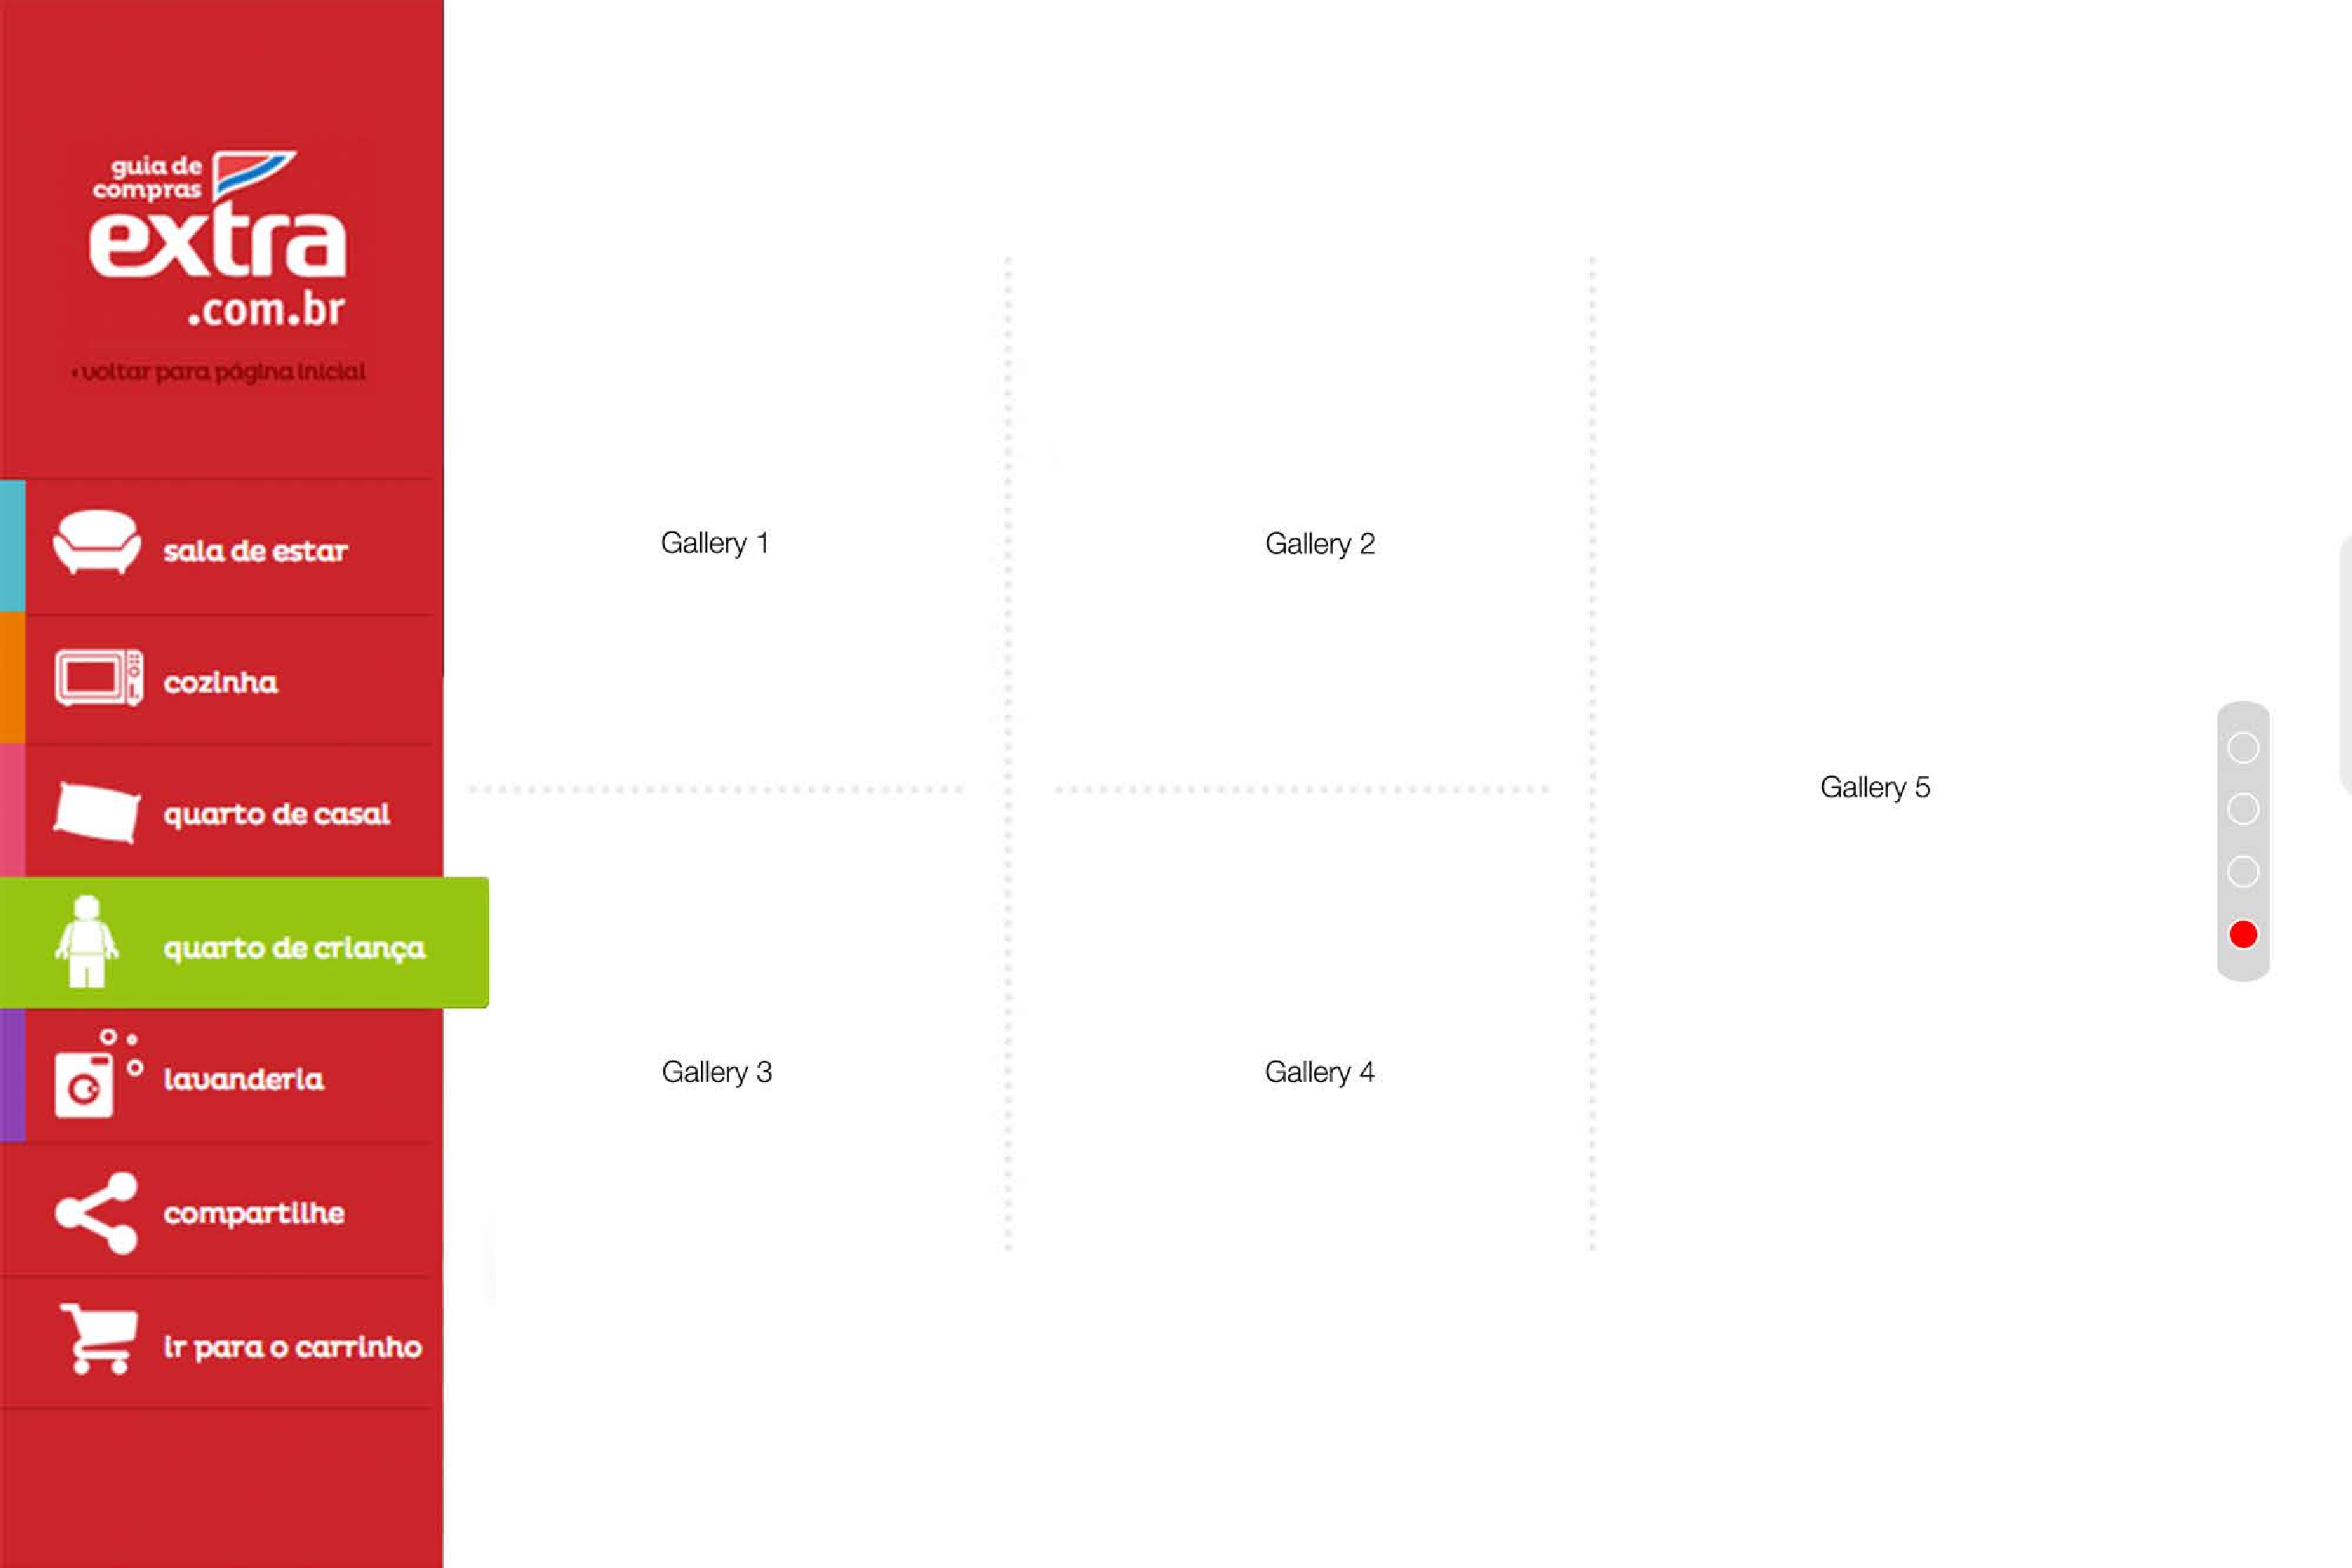 guia de
compras
extra
.com.br
‹ voltar para página inicial
sala de estar
cozinha
quarto de casal
quarto de criança
lavanderia
compartilhe
ir para o carrinho
Gallery 1
Gallery 2
Gallery 3
Gallery 4
Gallery 5